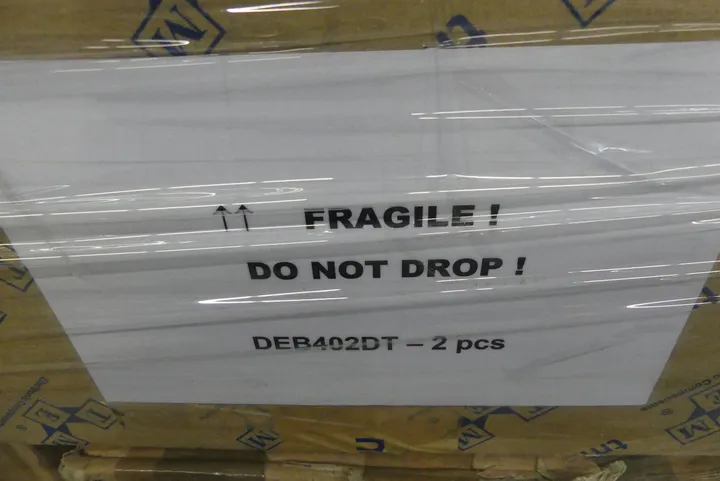 ↑↑ FRAGILE !
DO NOT DROP !
DEB402DT – 2 pcs